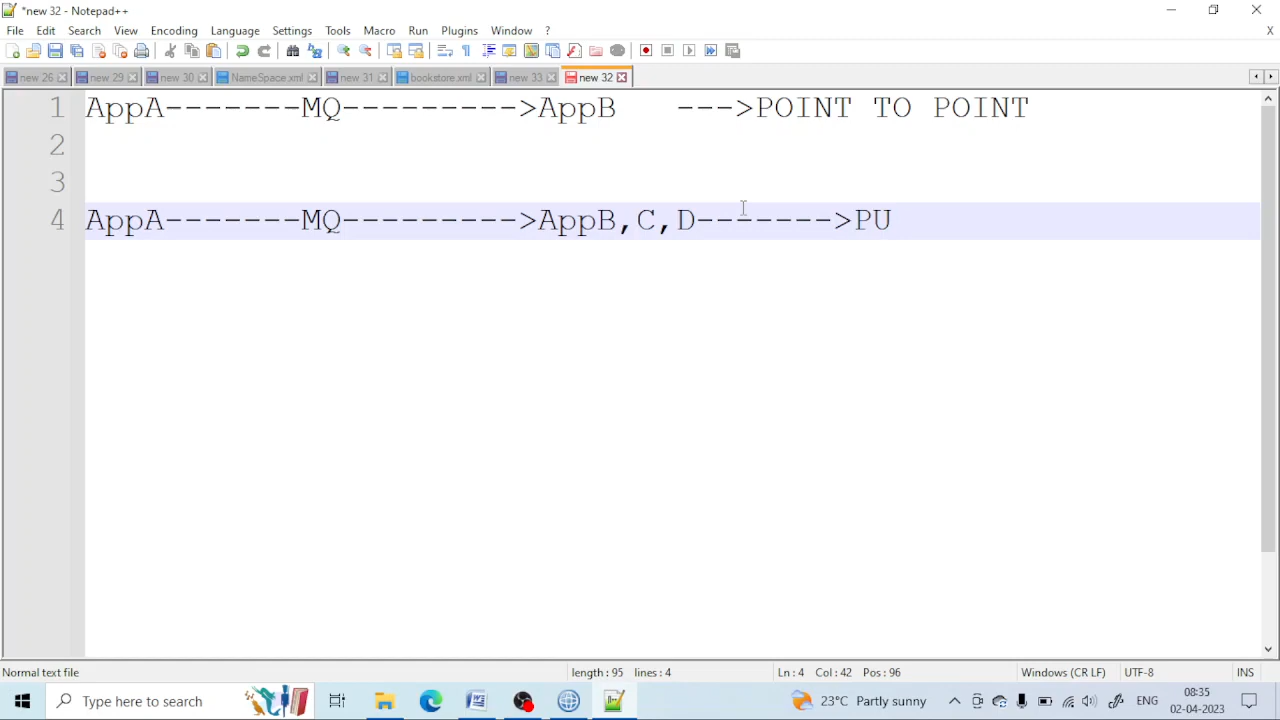 *new 32 - Notepad++
File Edit Search View Encoding Language Settings Tools Macro Run Plugins Window ? X
new 26 new 29 new 30 NameSpace.xml new 31 bookstore.xml new 33 new 32
1 AppA-------MQ--------->AppB   --->POINT TO POINT
2
3
4 AppA-------MQ--------->AppB,C,D------->PU
Normal text file length : 95 lines : 4 Ln : 4 Col : 42 Pos : 96 Windows (CR LF) UTF-8 INS
Type here to search 23°C Partly sunny ENG 08:35
02-04-2023